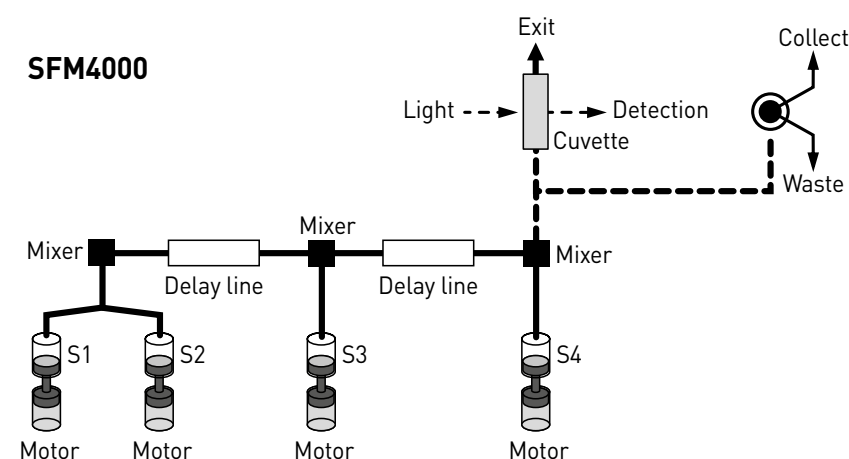 SFM4000
Exit
Collect
Light
Detection
Cuvette
Waste
Mixer
Mixer
Mixer
Delay line
Delay line
S1
S2
S3
S4
Motor
Motor
Motor
Motor